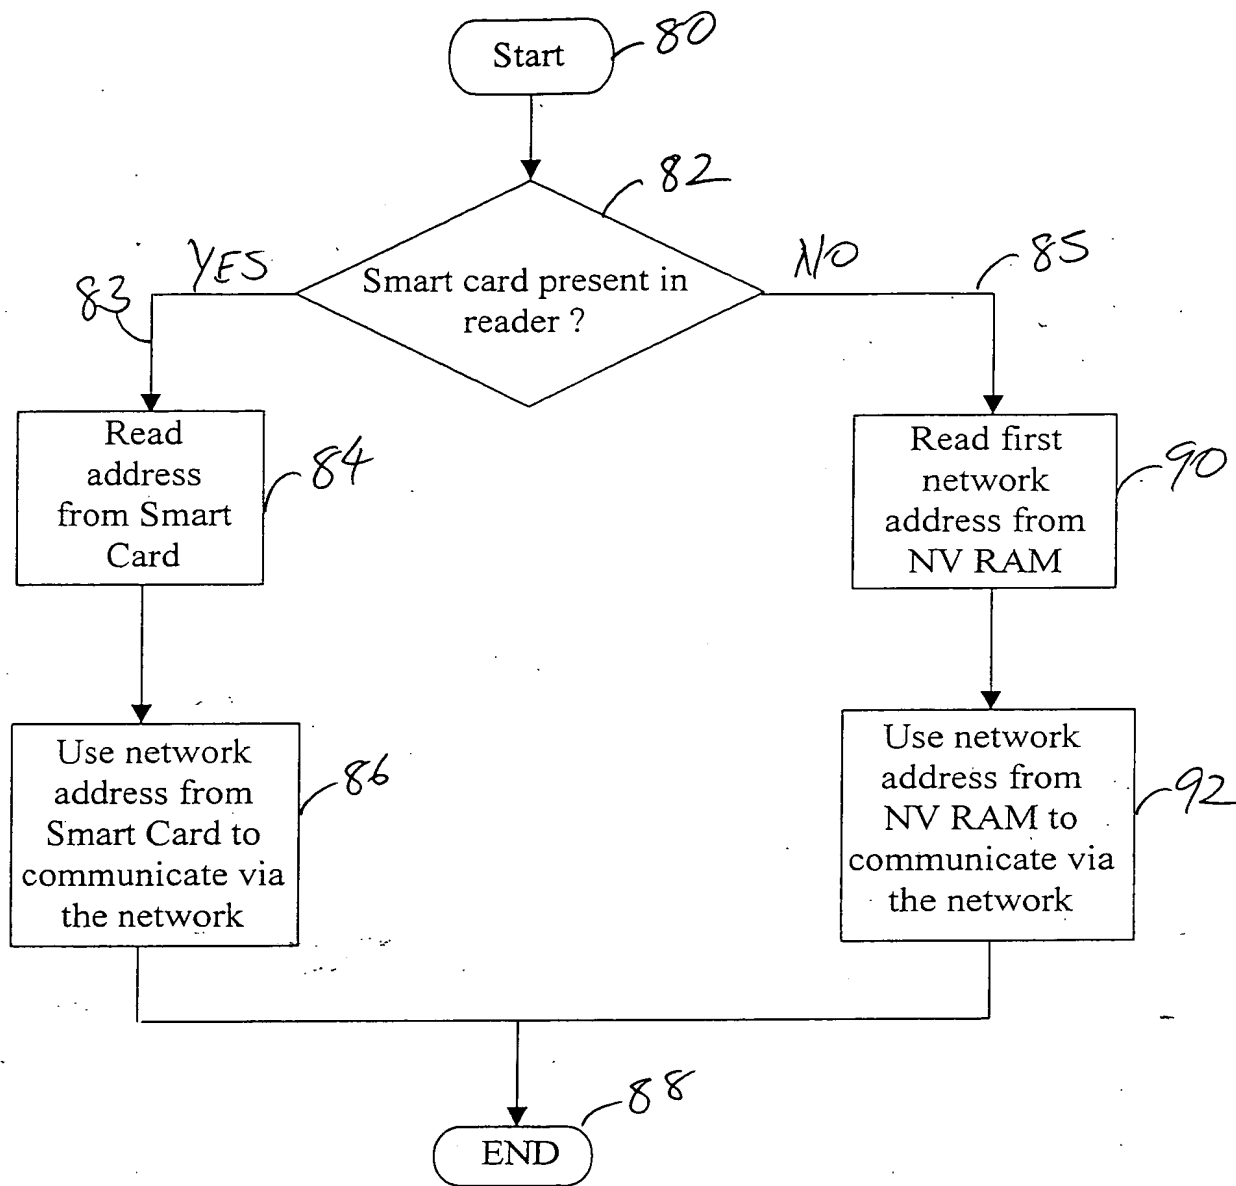 Start
80
82
YES
NO
85
83
Smart card present in
reader ?
Read
address
from Smart
Card
84
Read first
network
address from
NV RAM
90
Use network
address from
Smart Card to
communicate via
the network
86
Use network
address from
NV RAM to
communicate via
the network
92
88
END